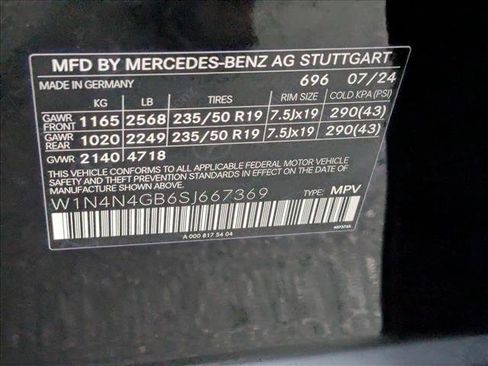 MFD BY MERCEDES-BENZ AG STUTTGART
MADE IN GERMANY 696 07/24
KG LB TIRES RIM SIZE COLD KPA (PSI)
GAWR FRONT 1165 2568 235/50 R19 7.5Jx19 290(43)
GAWR REAR 1020 2249 235/50 R19 7.5Jx19 290(43)
GVWR 2140 4718
THIS VEHICLE CONFORMS TO ALL APPLICABLE FEDERAL MOTOR VEHICLE
SAFETY AND THEFT PREVENTION STANDARDS IN EFFECT ON THE DATE OF
MANUFACTURE SHOWN ABOVE.
W1N4N4GB6SJ667369 TYPE: MPV
A 000 817 54 04